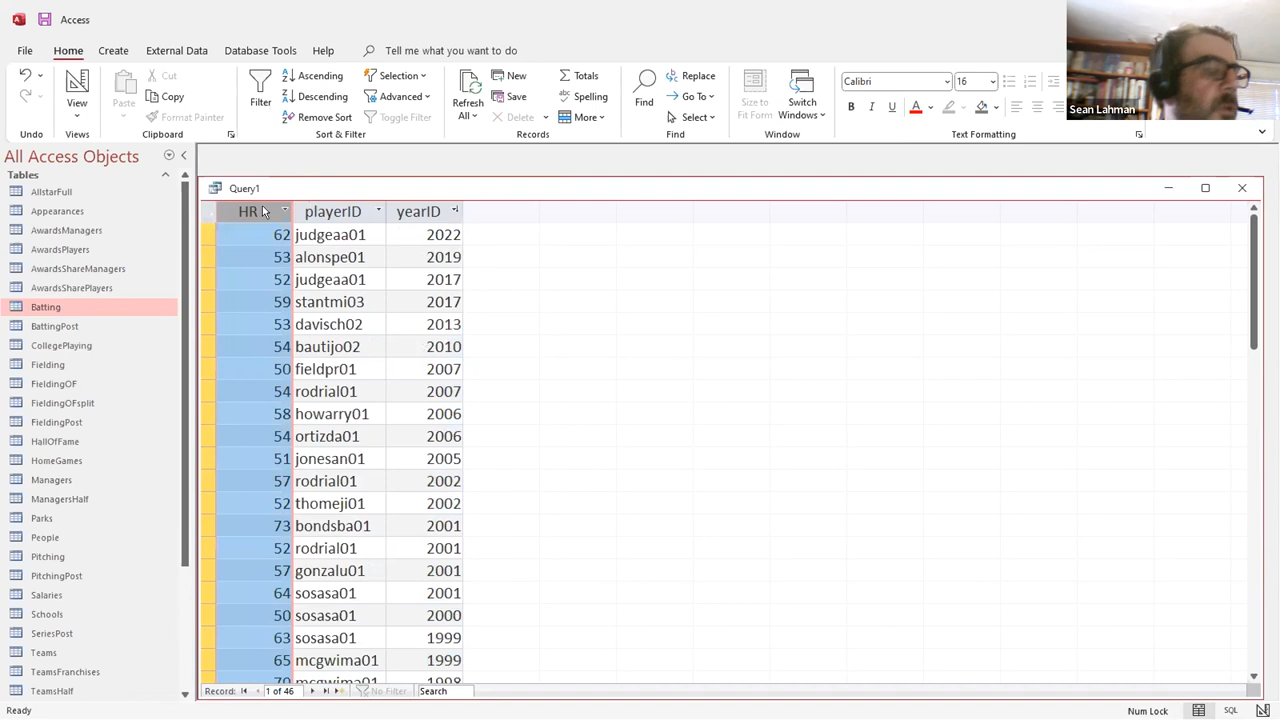 Access
File Home Create External Data Database Tools Help Tell me what you want to do
Undo
View
Views
Paste
Cut
Copy
Format Painter
Clipboard
Filter
Ascending
Descending
Remove Sort
Selection
Advanced
Toggle Filter
Sort & Filter
Refresh All
New
Save
Delete
Totals
Spelling
More
Records
Find
Replace
Go To
Select
Find
Size to Fit Form
Switch Windows
Window
Calibri 16
B I U A
Text Formatting
Sean Lahman
All Access Objects
Tables
AllstarFull
Appearances
AwardsManagers
AwardsPlayers
AwardsShareManagers
AwardsSharePlayers
Batting
BattingPost
CollegePlaying
Fielding
FieldingOF
FieldingOFsplit
FieldingPost
HallOfFame
HomeGames
Managers
ManagersHalf
Parks
People
Pitching
PitchingPost
Salaries
Schools
SeriesPost
Teams
TeamsFranchises
TeamsHalf
Query1
HR playerID yearID
62 judgeaa01 2022
53 alonspe01 2019
52 judgeaa01 2017
59 stantmi03 2017
53 davisch02 2013
54 bautijo02 2010
50 fieldpr01 2007
54 rodrial01 2007
58 howarry01 2006
54 ortizda01 2006
51 jonesan01 2005
57 rodrial01 2002
52 thomeji01 2002
73 bondsba01 2001
52 rodrial01 2001
57 gonzalu01 2001
64 sosasa01 2001
50 sosasa01 2000
63 sosasa01 1999
65 mcgwima01 1999
70 mcgwima01 1998
Record: 1 of 46 No Filter Search
Ready
Num Lock SQL